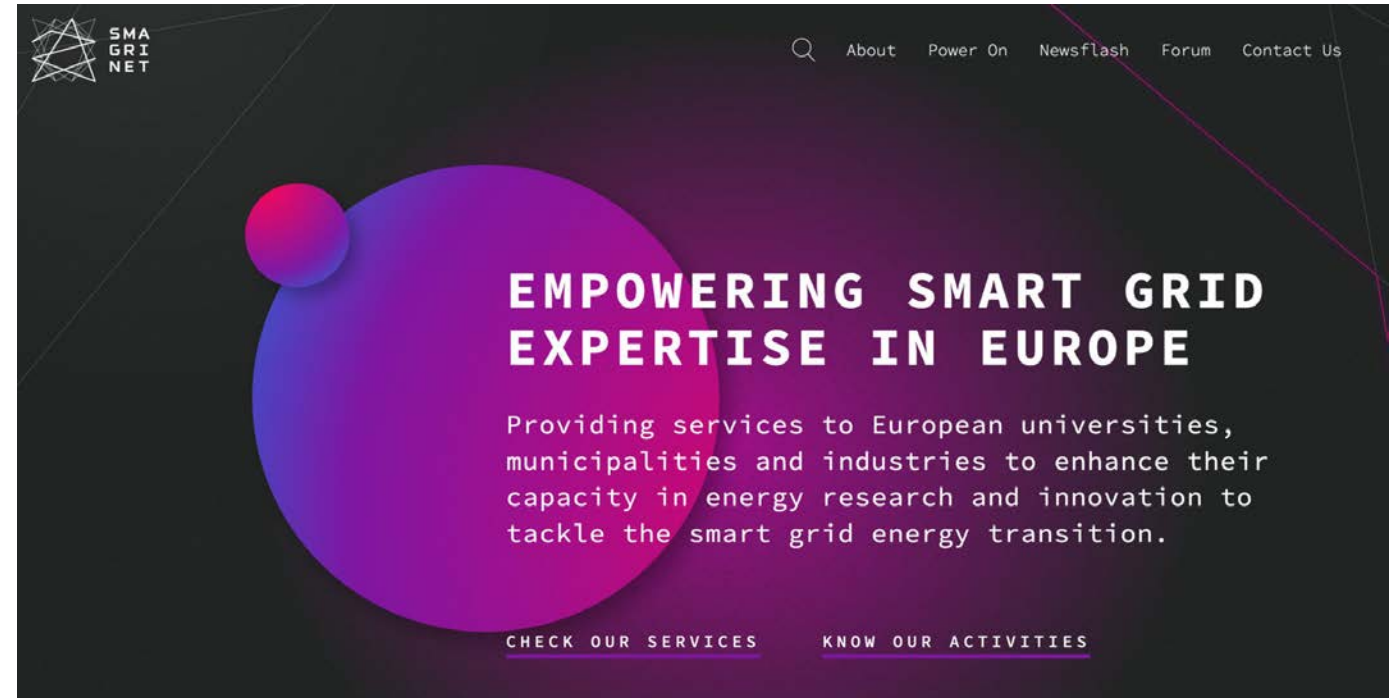 SMA
GRI
NET
About Power On Newsflash Forum Contact Us
EMPOWERING SMART GRID
EXPERTISE IN EUROPE
Providing services to European universities,
municipalities and industries to enhance their
capacity in energy research and innovation to
tackle the smart grid energy transition.
CHECK OUR SERVICES KNOW OUR ACTIVITIES